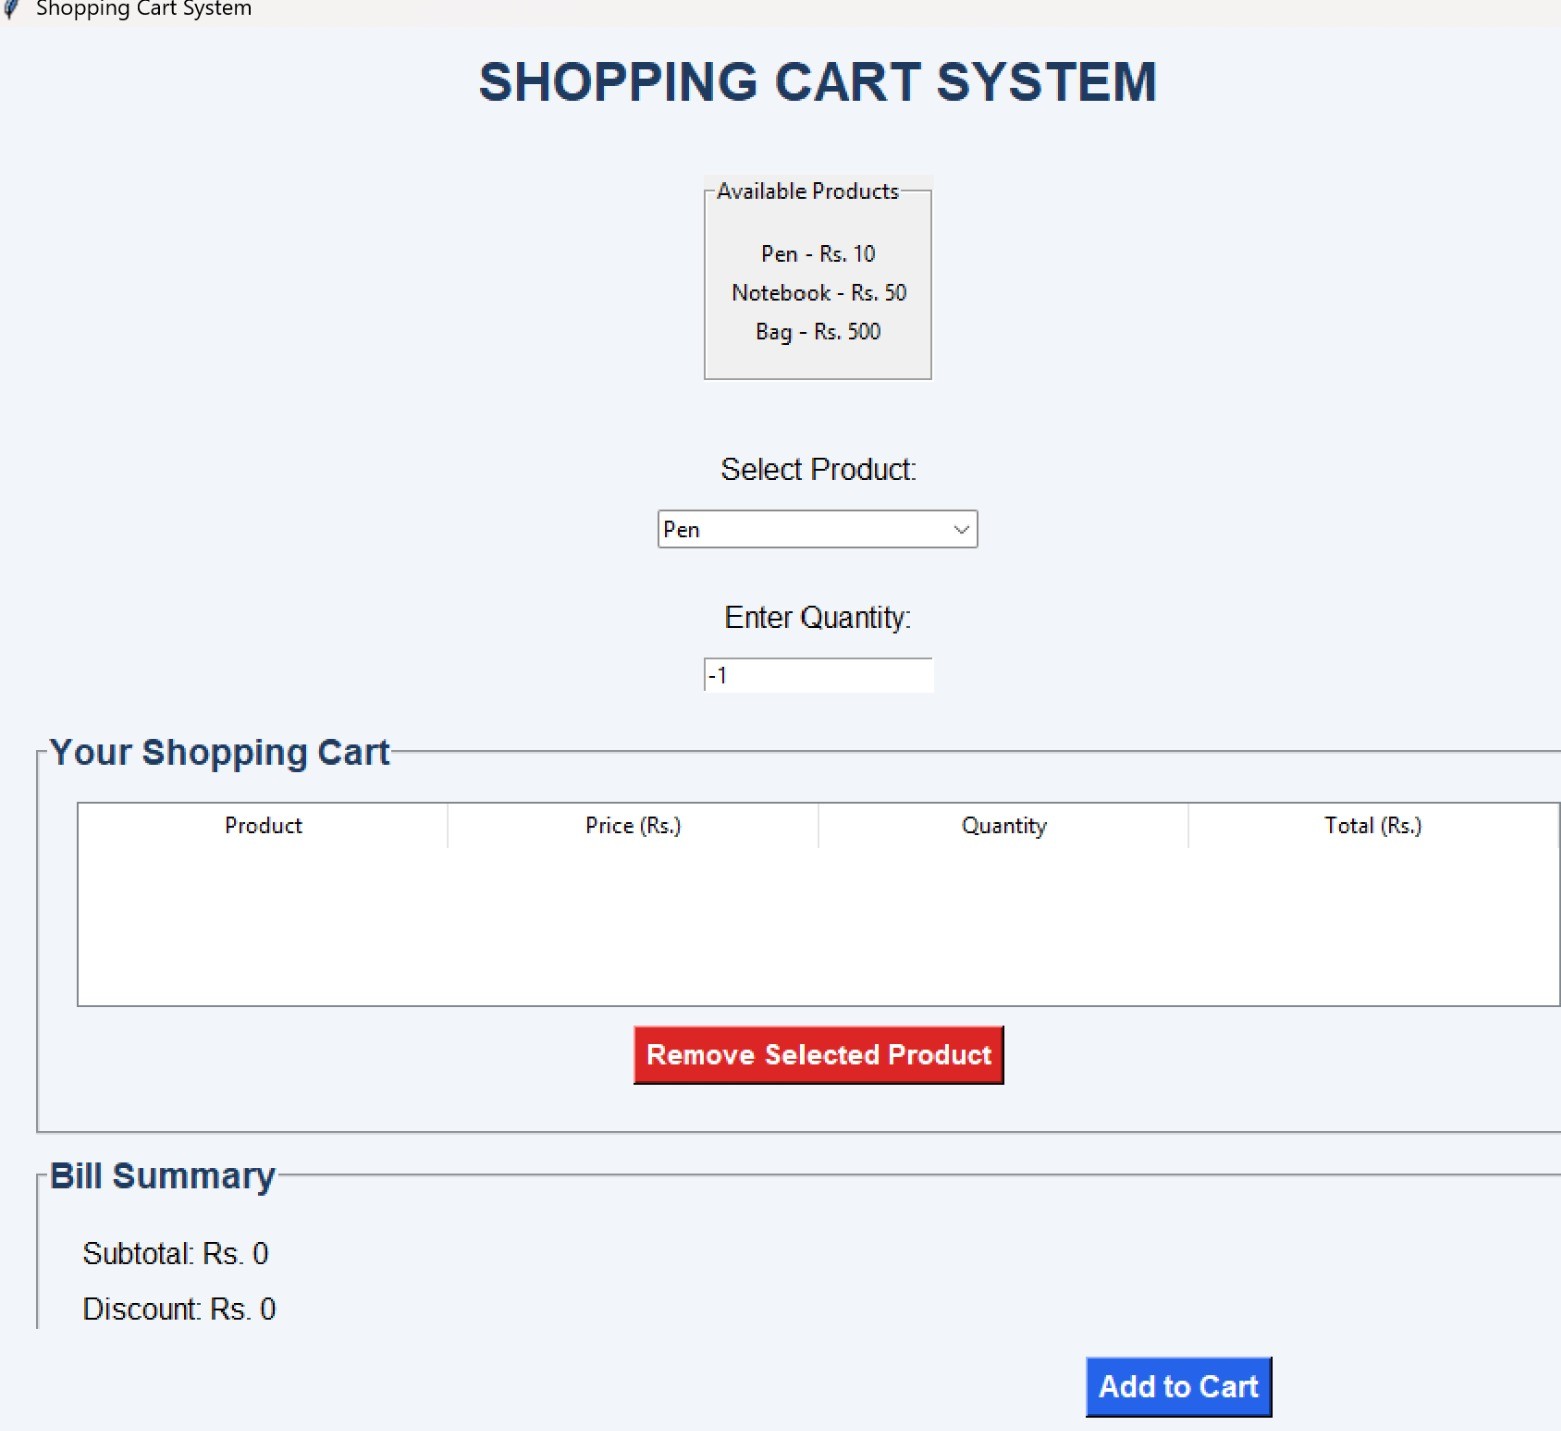 Shopping Cart System
SHOPPING CART SYSTEM
Available Products
Pen - Rs. 10
Notebook - Rs. 50
Bag - Rs. 500
Select Product:
Pen
Enter Quantity:
-1
Your Shopping Cart
Product Price (Rs.) Quantity Total (Rs.)
Remove Selected Product
Bill Summary
Subtotal: Rs. 0
Discount: Rs. 0
Add to Cart